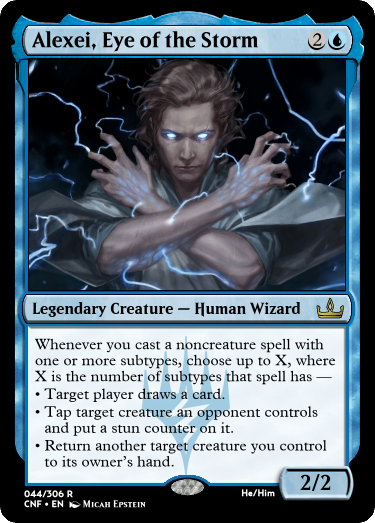 Alexei, Eye of the Storm 2
Legendary Creature — Human Wizard
Whenever you cast a noncreature spell with
one or more subtypes, choose up to X, where
X is the number of subtypes that spell has —
• Target player draws a card.
• Tap target creature an opponent controls
and put a stun counter on it.
• Return another target creature you control
to its owner's hand.
2/2
044/306 R He/Him
CNF • EN Micah Epstein